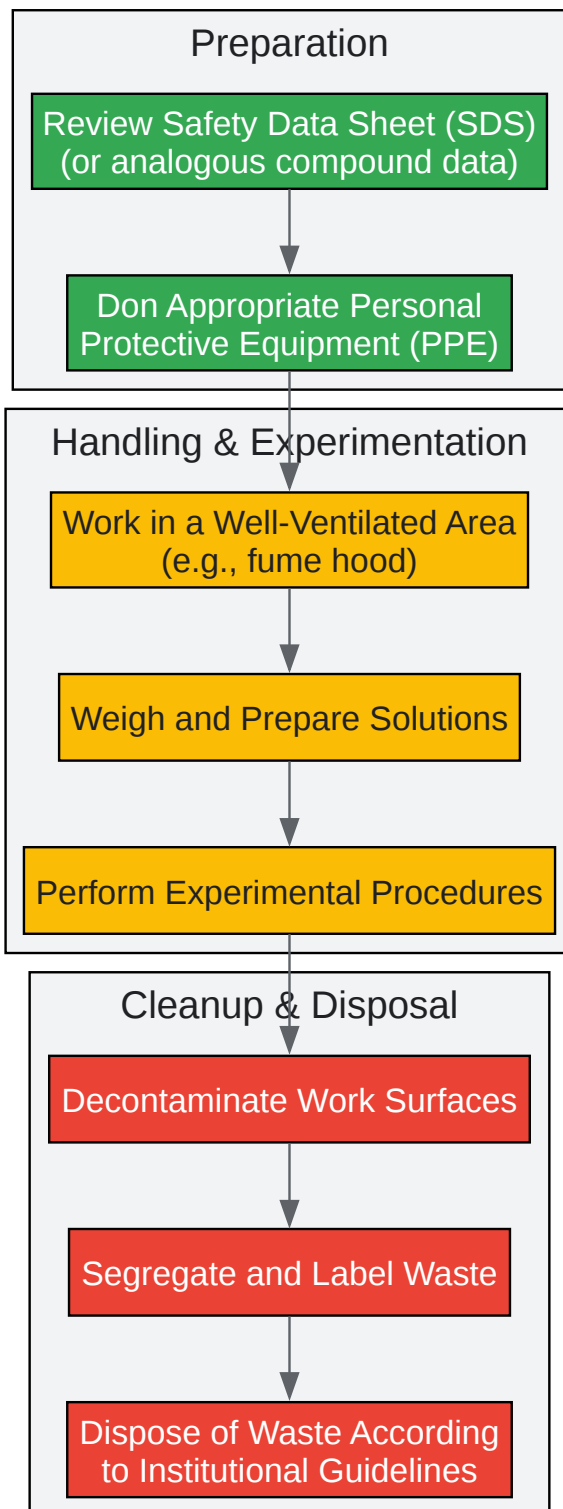 Preparation
Review Safety Data Sheet (SDS)
(or analogous compound data)
Don Appropriate Personal
Protective Equipment (PPE)
Handling & Experimentation
Work in a Well-Ventilated Area
(e.g., fume hood)
Weigh and Prepare Solutions
Perform Experimental Procedures
Cleanup & Disposal
Decontaminate Work Surfaces
Segregate and Label Waste
Dispose of Waste According
to Institutional Guidelines